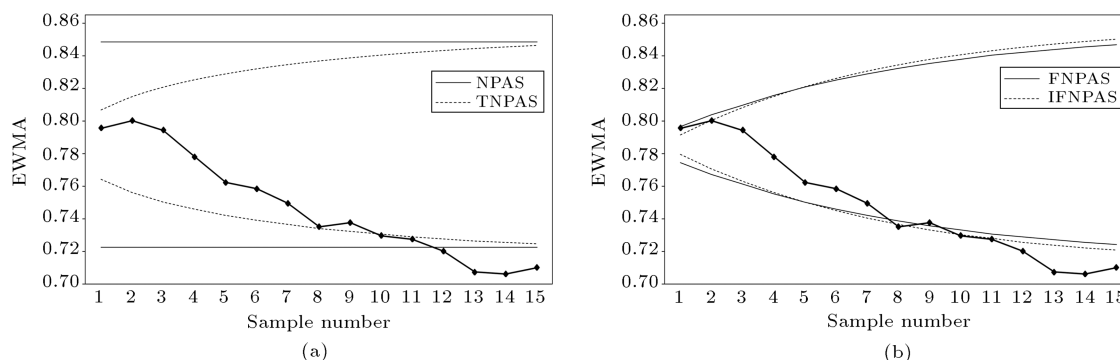 0.86
0.84
0.82
0.80
0.78
0.76
0.74
0.72
0.70
EWMA
NPAS
TNPAS
1 2 3 4 5 6 7 8 9 10 11 12 13 14 15
Sample number
(a)
0.86
0.84
0.82
0.80
0.78
0.76
0.74
0.72
0.70
EWMA
FNPAS
IFNPAS
1 2 3 4 5 6 7 8 9 10 11 12 13 14 15
Sample number
(b)